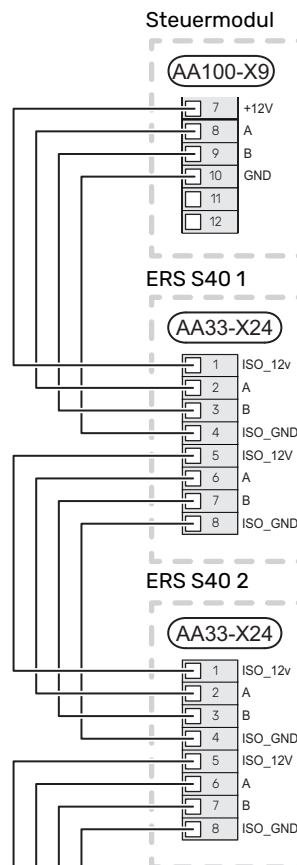 Steuermodul
AA100-X9
7 +12V
8 A
9 B
10 GND
11
12
ERS S40 1
AA33-X24
1 ISO_12v
2 A
3 B
4 ISO_GND
5 ISO_12V
6 A
7 B
8 ISO_GND
ERS S40 2
AA33-X24
1 ISO_12v
2 A
3 B
4 ISO_GND
5 ISO_12V
6 A
7 B
8 ISO_GND